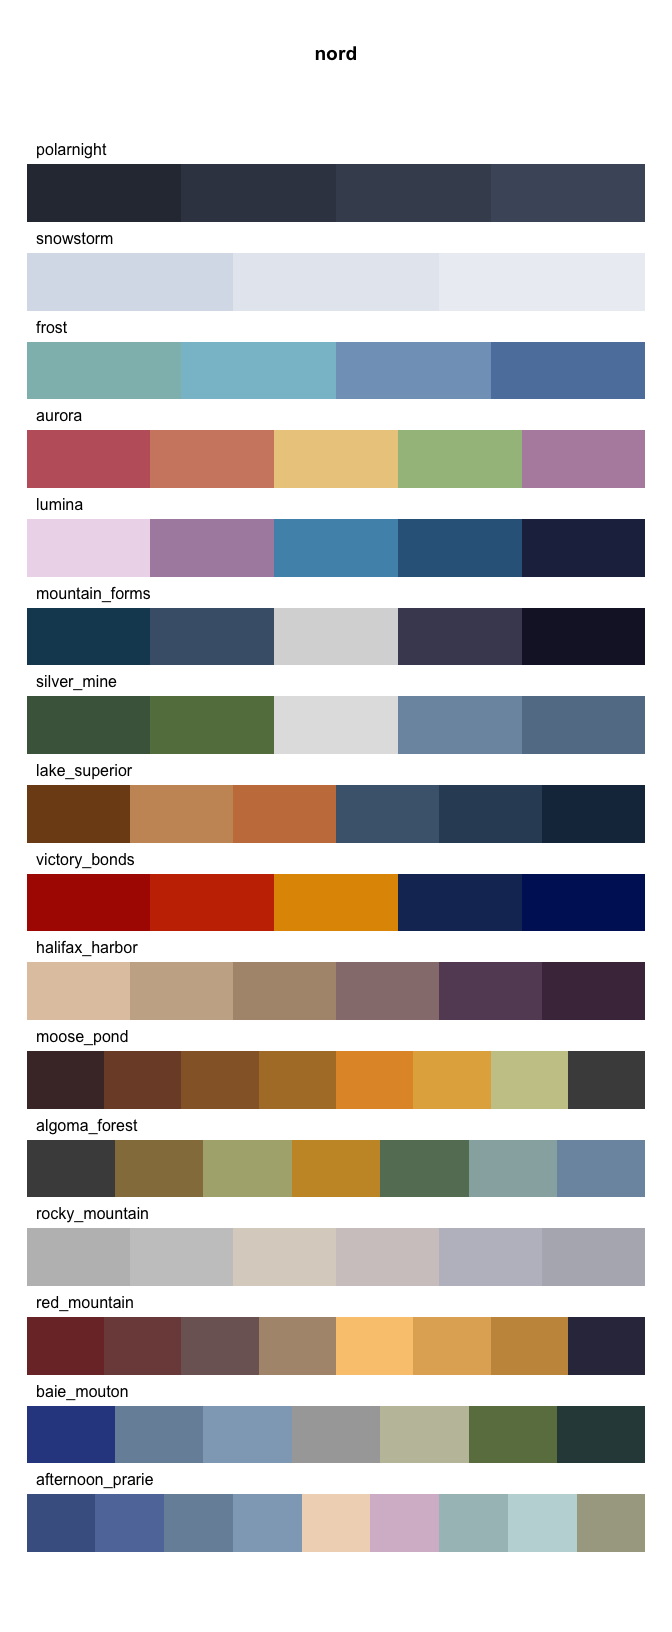 nord
polarnight
snowstorm
frost
aurora
lumina
mountain_forms
silver_mine
lake_superior
victory_bonds
halifax_harbor
moose_pond
algoma_forest
rocky_mountain
red_mountain
baie_mouton
afternoon_prarie